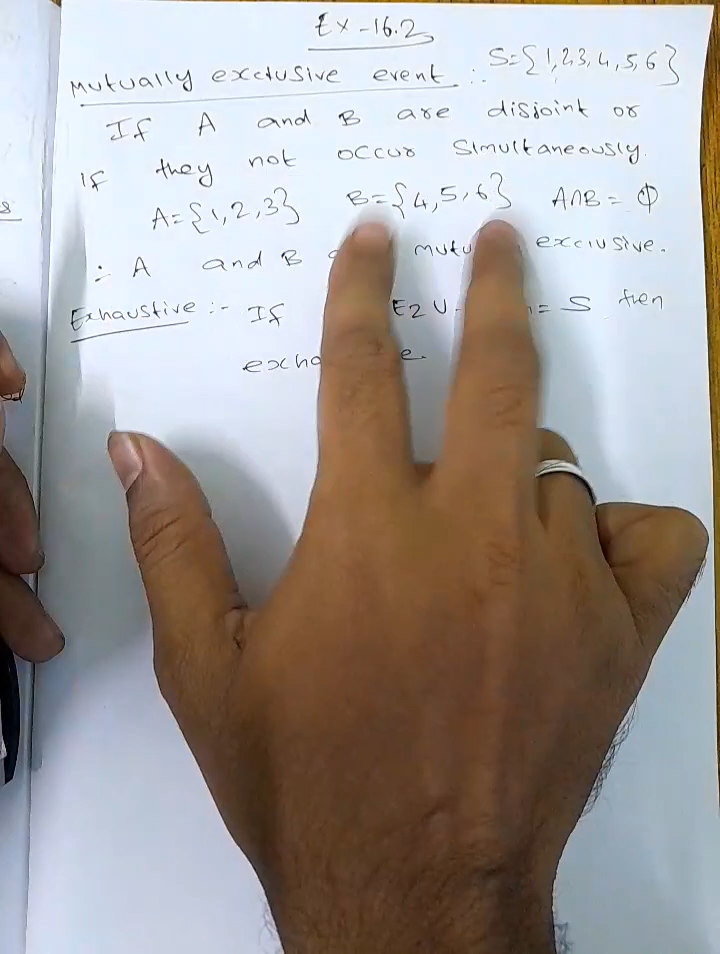 Ex-16.2
Mutually exclusive event :. S={1,2,3,4,5,6}
If A and B are disjoint or
if they not occur simultaneously.
A={1,2,3} B={4,5,6} A∩B = ϕ
∴ A and B exclusive.
Exhaustive :- If E2 U = S then